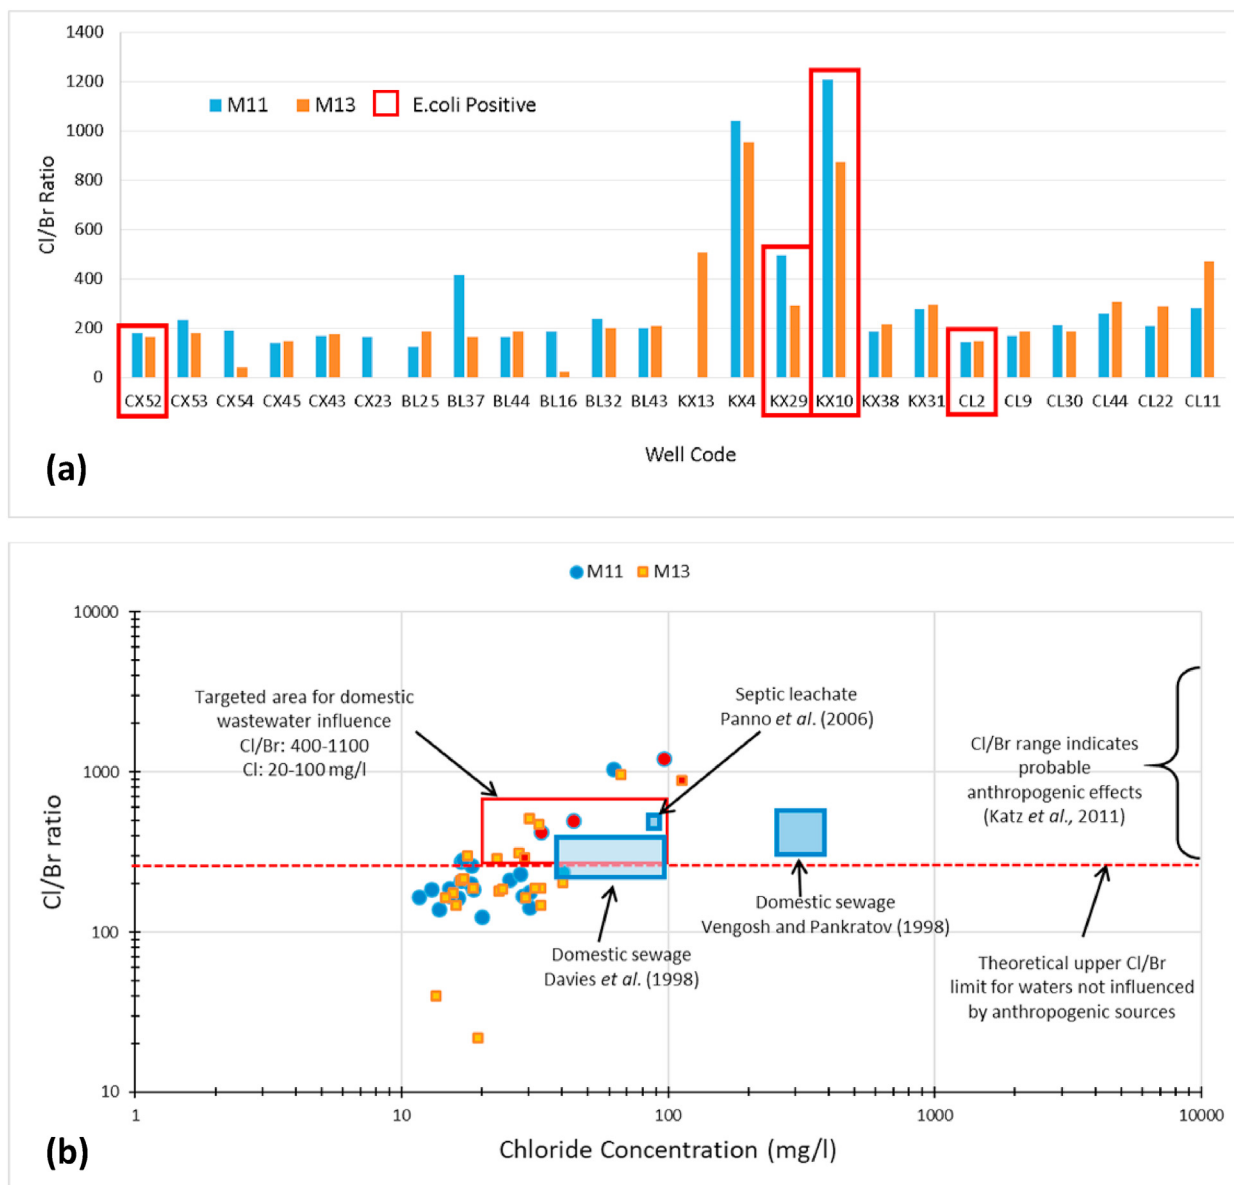 1400
1200
1000
800
600
400
200
0
Cl/Br Ratio
M11 M13 E.coli Positive
CX52 CX53 CX54 CX45 CX43 CX23 BL25 BL37 BL44 BL16 BL32 BL43 KX13 KX4 KX29 KX10 KX38 KX31 CL2 CL9 CL30 CL44 CL22 CL11
Well Code
(a)
M11 M13
10000
1000
100
10
Cl/Br ratio
Targeted area for domestic
wastewater influence
Cl/Br: 400-1100
Cl: 20-100 mg/l
Septic leachate
Panno et al. (2006)
Cl/Br range indicates
probable
anthropogenic effects
(Katz et al., 2011)
Domestic sewage
Vengosh and Pankratov (1998)
Domestic sewage
Davies et al. (1998)
Theoretical upper Cl/Br
limit for waters not influenced
by anthropogenic sources
1 10 100 1000 10000
Chloride Concentration (mg/l)
(b)